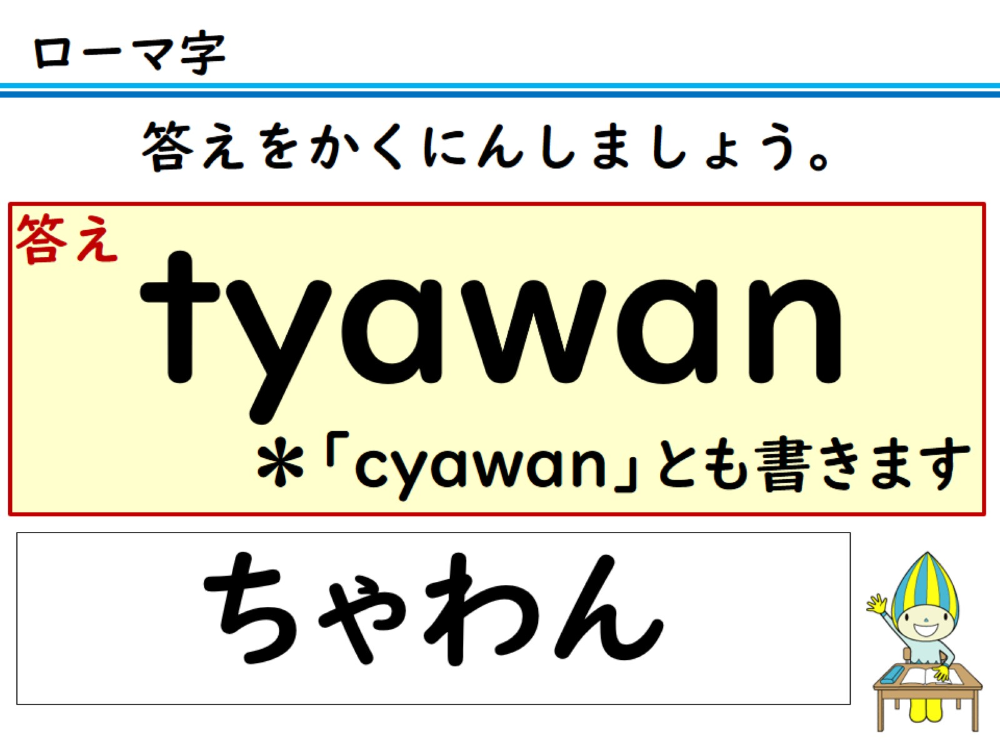 ローマ字
答えをかくにんしましょう。
答え
tyawan
＊「cyawan」とも書きます
ちゃわん